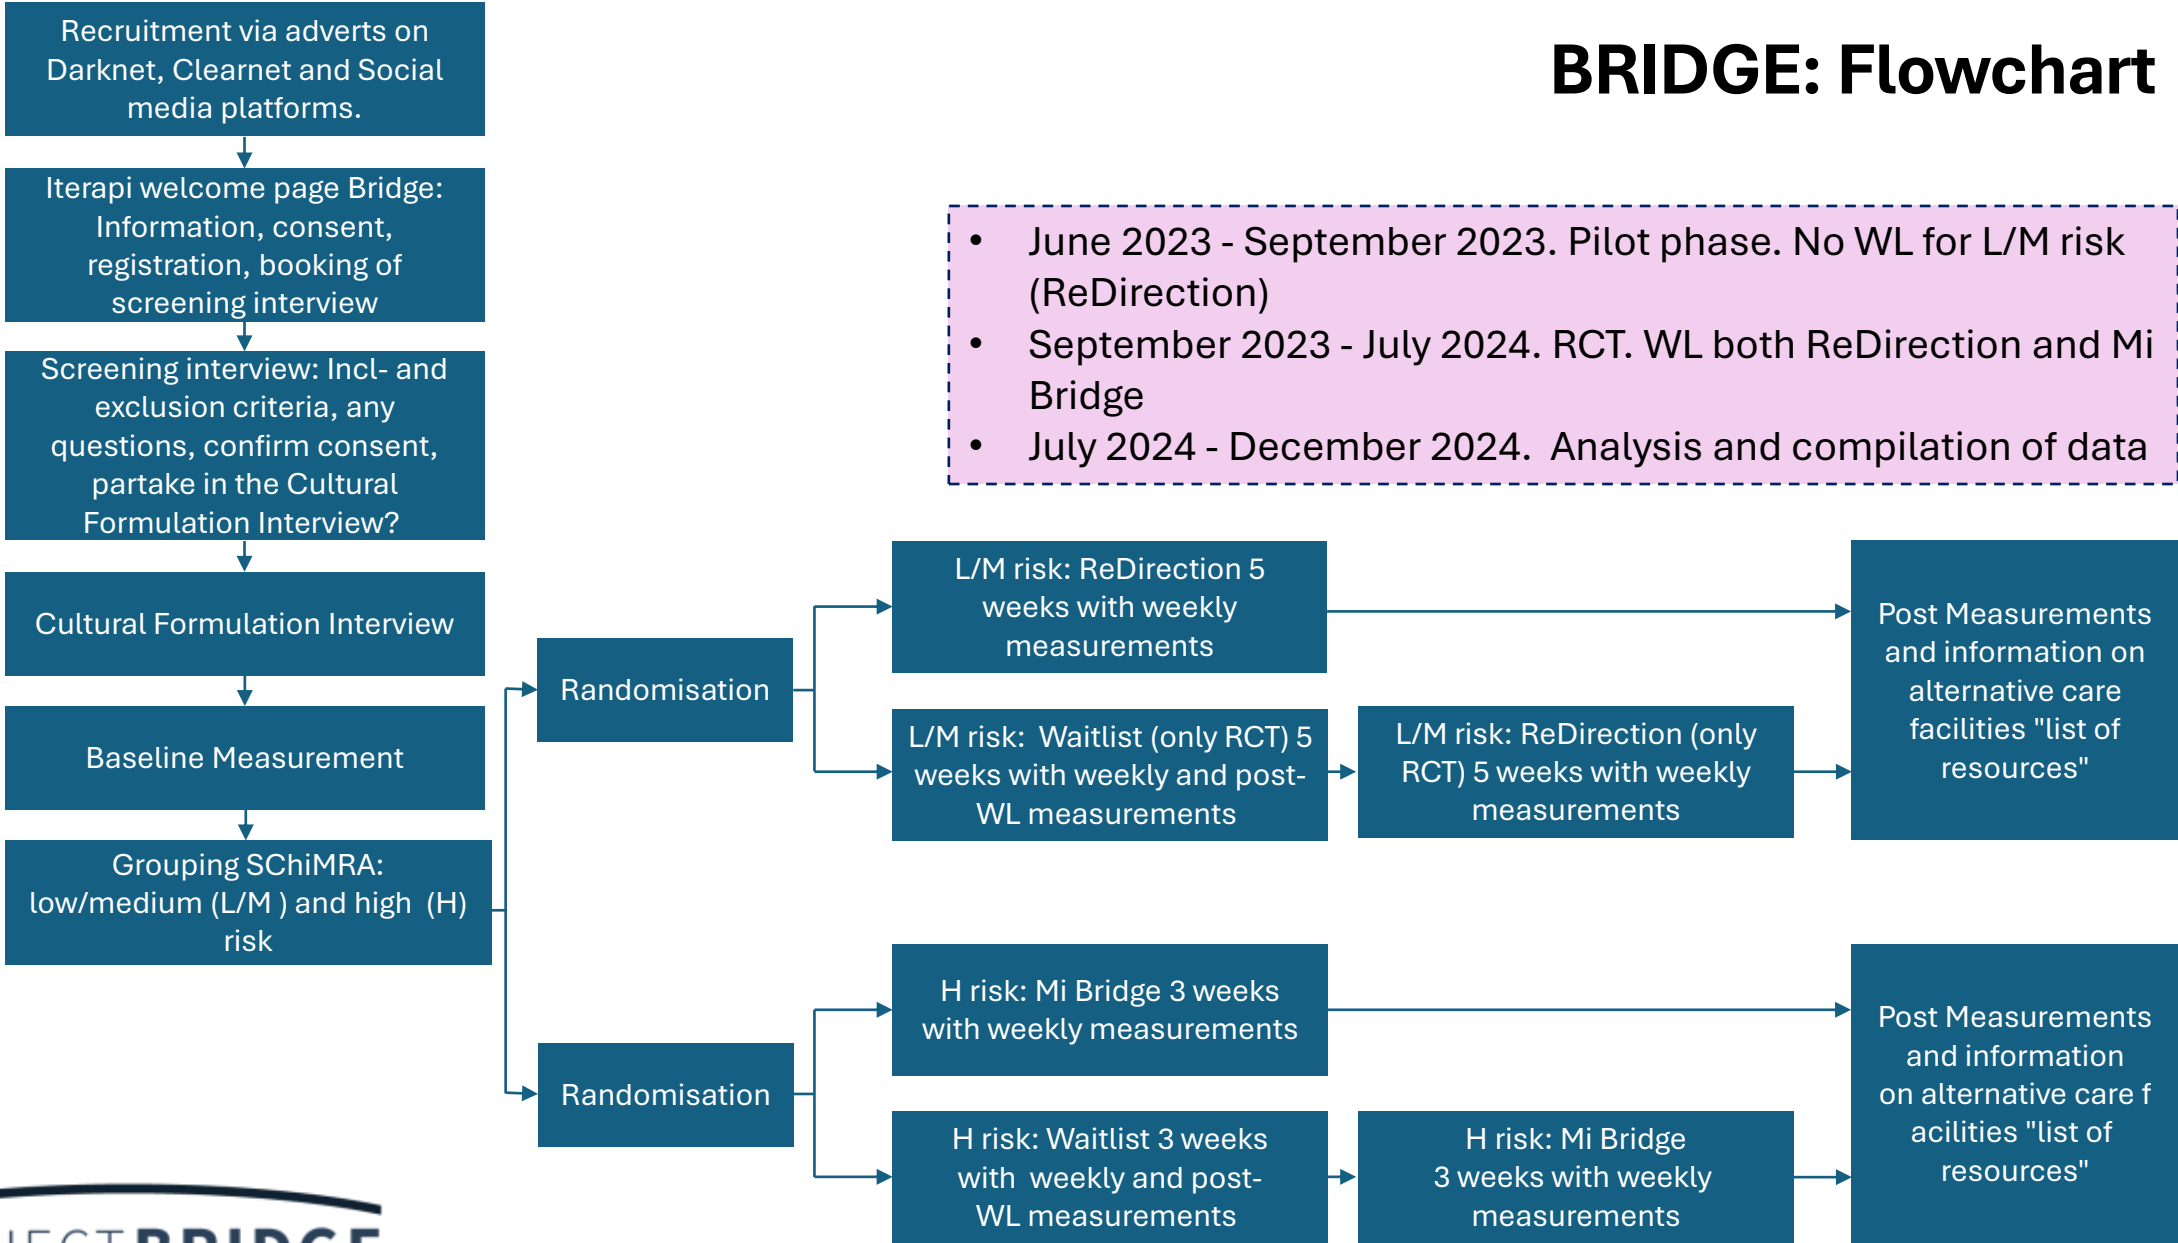 BRIDGE: Flowchart
Recruitment via adverts on
Darknet, Clearnet and Social
media platforms.
Iterapi welcome page Bridge:
Information, consent,
registration, booking of
screening interview
Screening interview: Incl- and
exclusion criteria, any
questions, confirm consent,
partake in the Cultural
Formulation Interview?
Cultural Formulation Interview
Baseline Measurement
Grouping SChiMRA:
low/medium (L/M ) and high (H)
risk
• June 2023 - September 2023. Pilot phase. No WL for L/M risk
(ReDirection)
• September 2023 - July 2024. RCT. WL both ReDirection and Mi
Bridge
• July 2024 - December 2024. Analysis and compilation of data
Randomisation
L/M risk: ReDirection 5
weeks with weekly
measurements
L/M risk: Waitlist (only RCT) 5
weeks with weekly and post-
WL measurements
L/M risk: ReDirection (only
RCT) 5 weeks with weekly
measurements
Post Measurements
and information on
alternative care
facilities "list of
resources"
Randomisation
H risk: Mi Bridge 3 weeks
with weekly measurements
H risk: Waitlist 3 weeks
with weekly and post-
WL measurements
H risk: Mi Bridge
3 weeks with weekly
measurements
Post Measurements
and information
on alternative care f
acilities "list of
resources"
BRIDGE